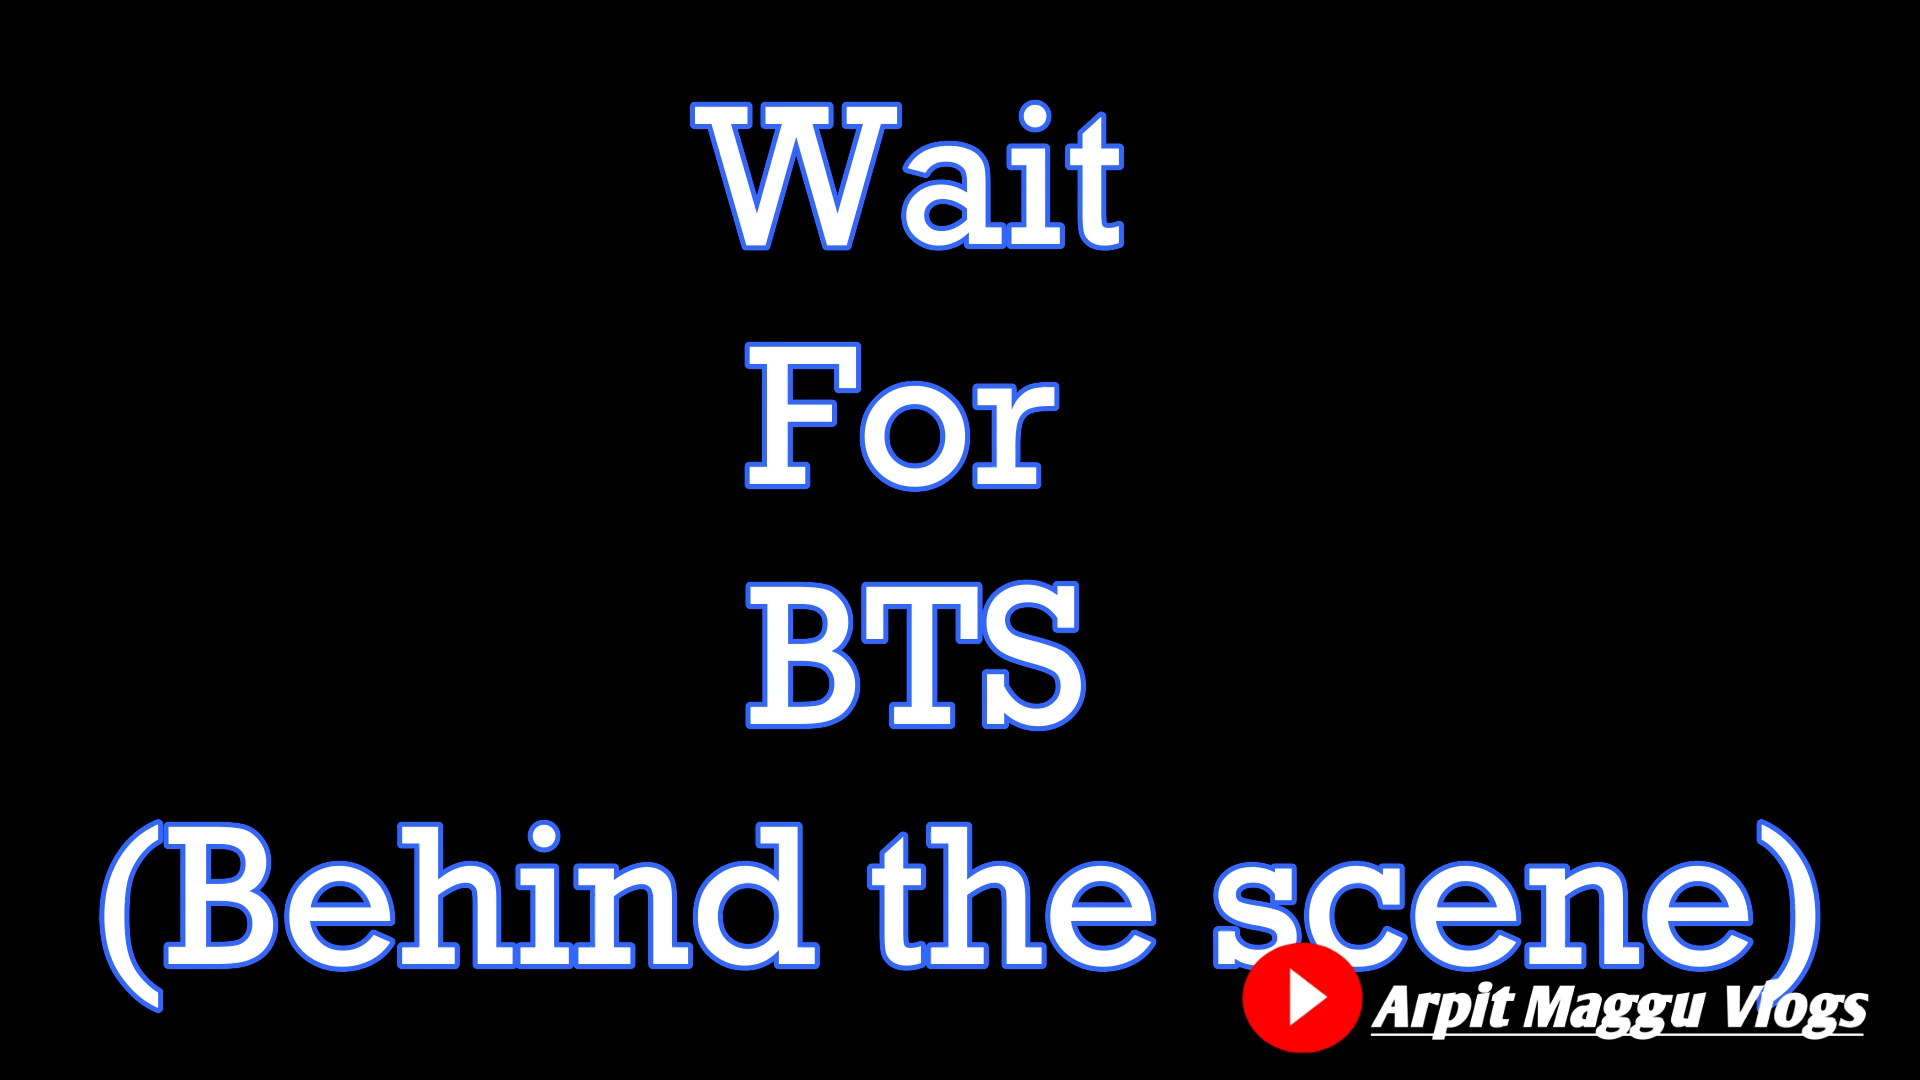 Wait
For
BTS
(Behind the scene)
Arpit Maggu Vlogs